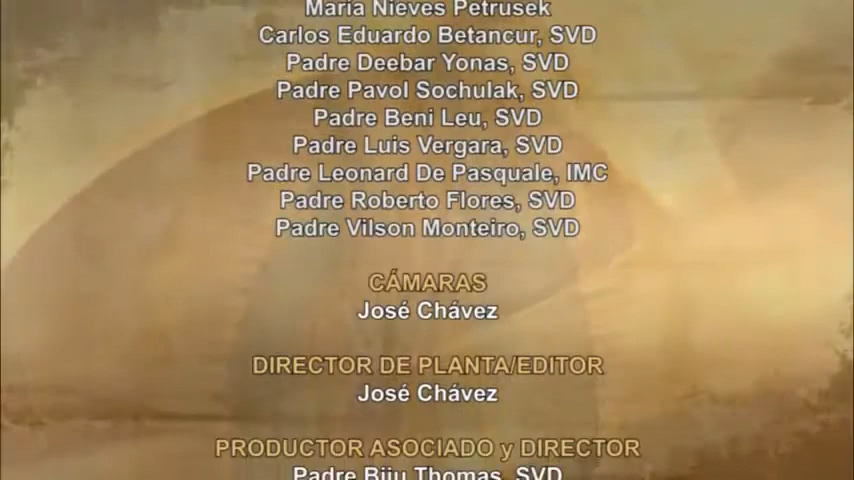 María Nieves Petrusek
Carlos Eduardo Betancur, SVD
Padre Deebar Yonas, SVD
Padre Pavol Sochulak, SVD
Padre Beni Leu, SVD
Padre Luis Vergara, SVD
Padre Leonard De Pasquale, IMC
Padre Roberto Flores, SVD
Padre Vilson Monteiro, SVD
CÁMARAS
José Chávez
DIRECTOR DE PLANTA/EDITOR
José Chávez
PRODUCTOR ASOCIADO y DIRECTOR
Padre Biju Thomas, SVD